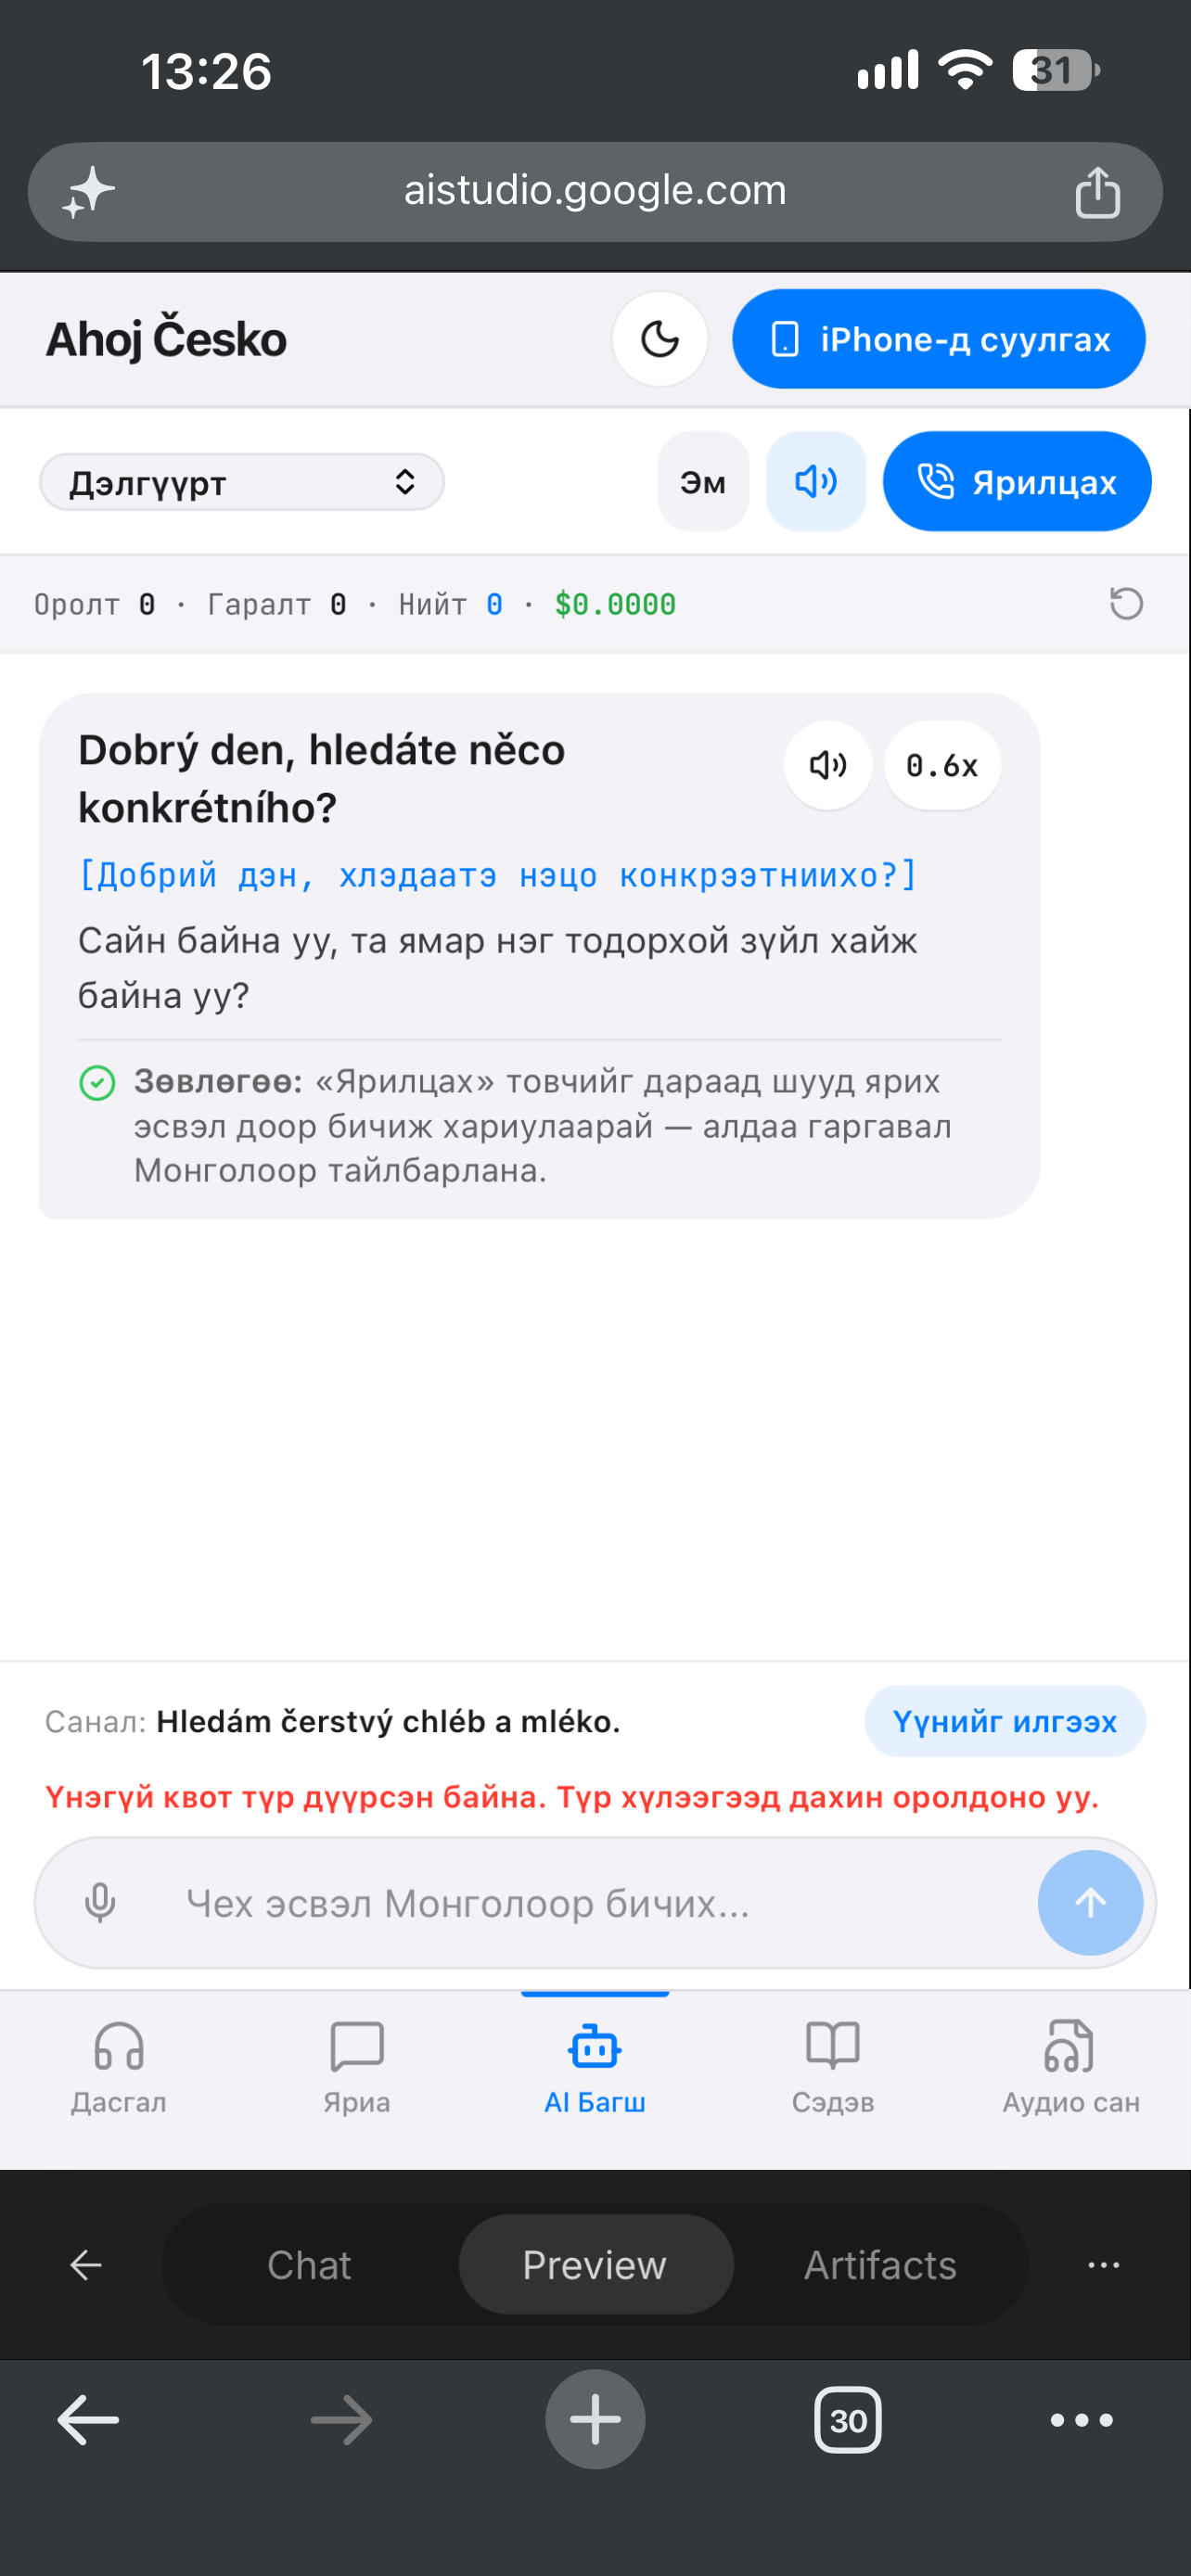 13:26
31
aistudio.google.com
Ahoj Česko
iPhone-д суулгах
Дэлгүүрт
Эм
Ярилцах
Оролт 0 · Гаралт 0 · Нийт 0 · $0.0000
Dobrý den, hledáte něco
konkrétního?
0.6x
[Добрий дэн, хлэдаатэ нэцо конкрээтниихо?]
Сайн байна уу, та ямар нэг тодорхой зүйл хайж
байна уу?
Зөвлөгөө: «Ярилцах» товчийг дараад шууд ярих
эсвэл доор бичиж хариулаарай — алдаа гаргавал
Монголоор тайлбарлана.
Санал: Hledám čerstvý chléb a mléko.
Үүнийг илгээх
Үнэгүй квот түр дүүрсэн байна. Түр хүлээгээд дахин оролдоно уу.
Чех эсвэл Монголоор бичих...
Дасгал
Яриа
AI Багш
Сэдэв
Аудио сан
Chat
Preview
Artifacts
30